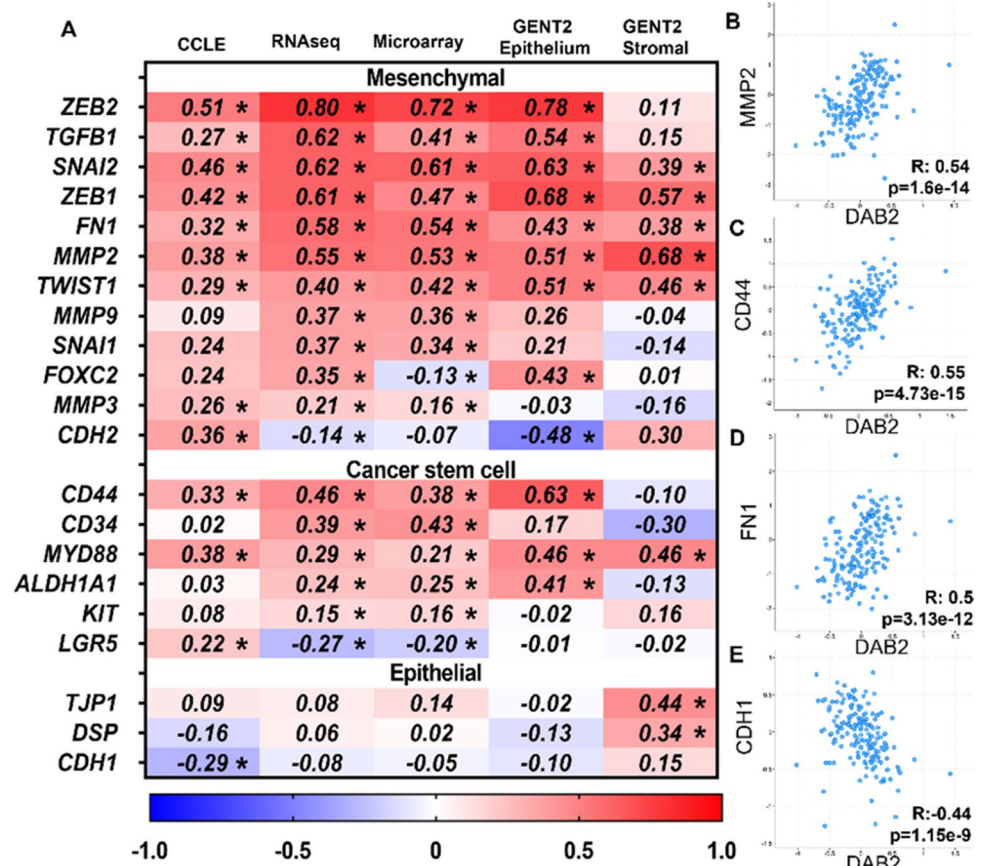 A
CCLE RNAseq Microarray GENT2 Epithelium GENT2 Stromal
Mesenchymal
ZEB2 0.51 * 0.80 * 0.72 * 0.78 * 0.11
TGFB1 0.27 * 0.62 * 0.41 * 0.54 * 0.15
SNAI2 0.46 * 0.62 * 0.61 * 0.63 * 0.39 *
ZEB1 0.42 * 0.61 * 0.47 * 0.68 * 0.57 *
FN1 0.32 * 0.58 * 0.54 * 0.43 * 0.38 *
MMP2 0.38 * 0.55 * 0.53 * 0.51 * 0.68 *
TWIST1 0.29 * 0.40 * 0.42 * 0.51 * 0.46 *
MMP9 0.09 0.37 * 0.36 * 0.26 -0.04
SNAI1 0.24 0.37 * 0.34 * 0.21 -0.14
FOXC2 0.24 0.35 * -0.13 * 0.43 * 0.01
MMP3 0.26 * 0.21 * 0.16 * -0.03 -0.16
CDH2 0.36 * -0.14 * -0.07 -0.48 * 0.30
Cancer stem cell
CD44 0.33 * 0.46 * 0.38 * 0.63 * -0.10
CD34 0.02 0.39 * 0.43 * 0.17 -0.30
MYD88 0.38 * 0.29 * 0.21 * 0.46 * 0.46 *
ALDH1A1 0.03 0.24 * 0.25 * 0.41 * -0.13
KIT 0.08 0.15 * 0.16 * -0.02 0.16
LGR5 0.22 * -0.27 * -0.20 * -0.01 -0.02
Epithelial
TJP1 0.09 0.08 0.14 -0.02 0.44 *
DSP -0.16 0.06 0.02 -0.13 0.34 *
CDH1 -0.29 * -0.08 -0.05 -0.10 0.15
-1.0 -0.5 0 0.5 1.0
B
MMP2
R: 0.54
p=1.6e-14
DAB2
C
CD44
R: 0.55
p=4.73e-15
DAB2
D
FN1
R: 0.5
p=3.13e-12
DAB2
E
CDH1
R:-0.44
p=1.15e-9
DAB2